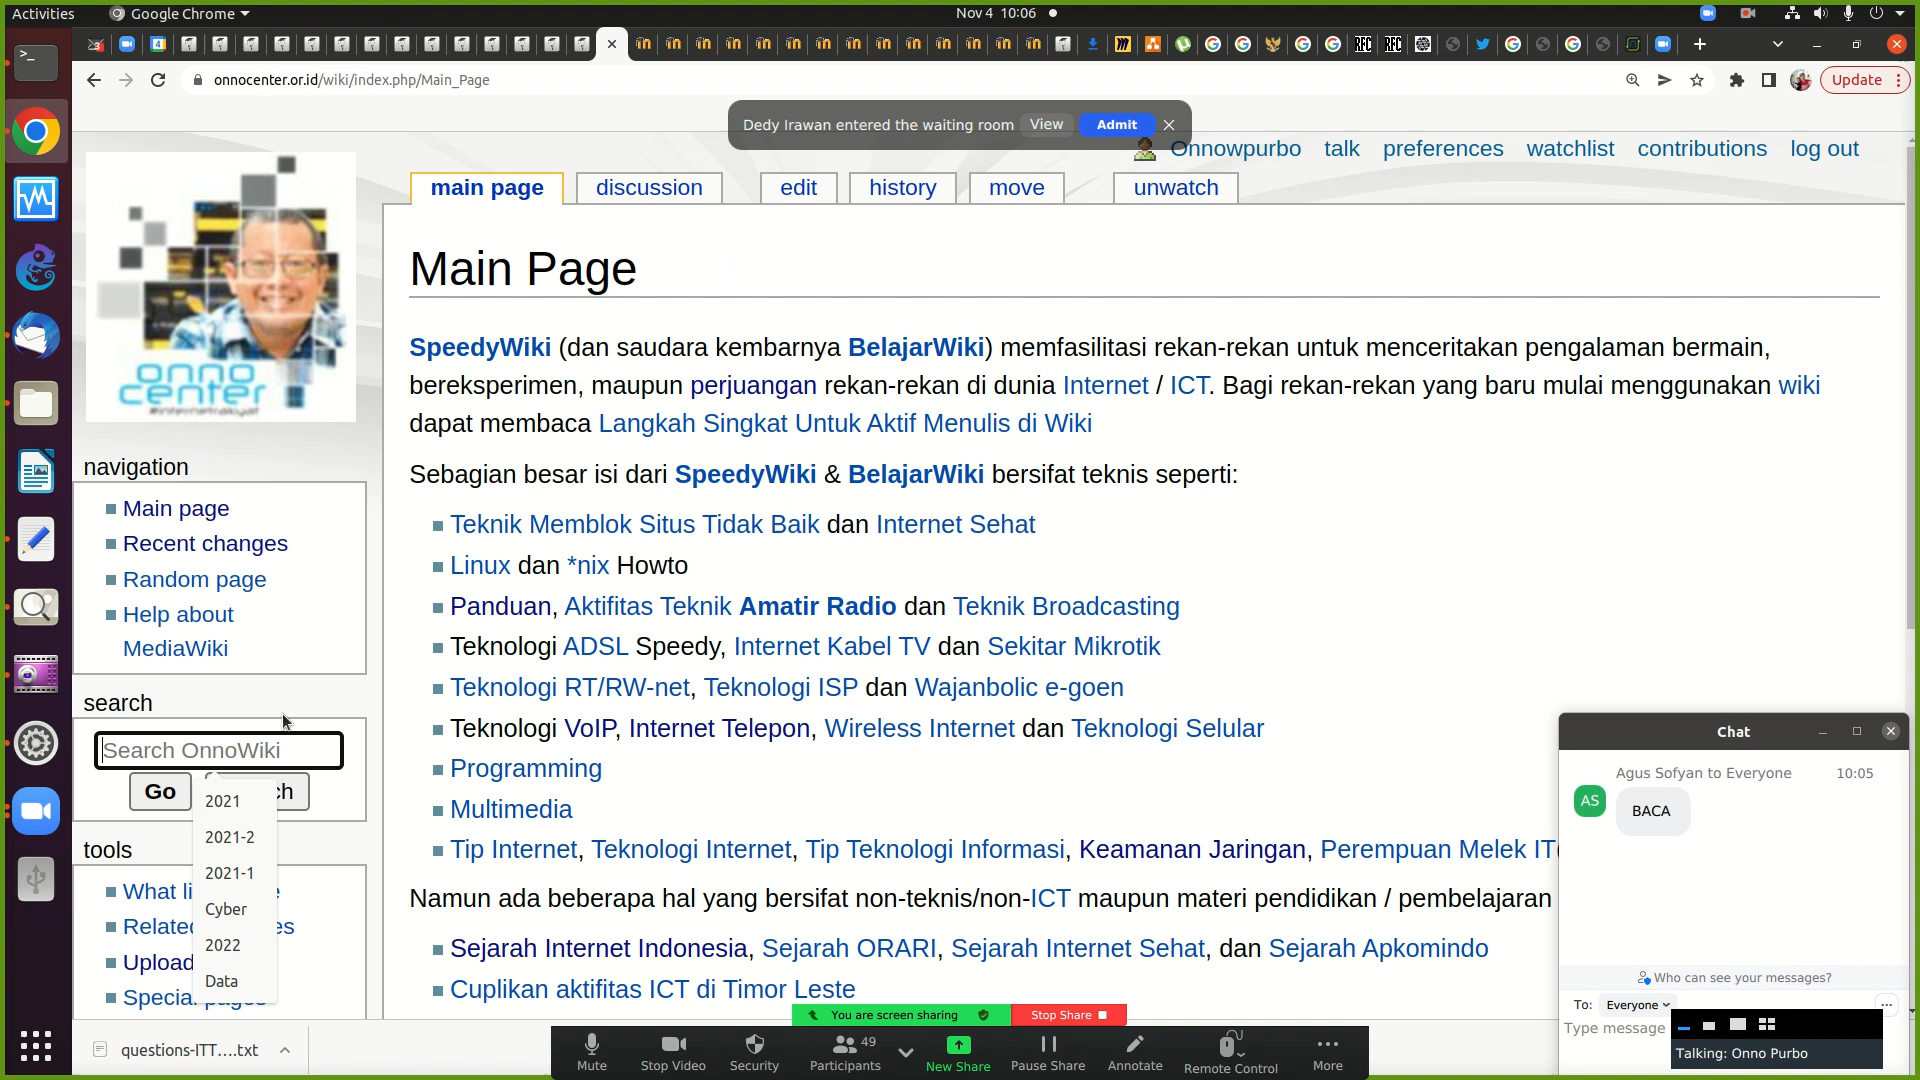 Activities
Google Chrome
Nov 4 10:06
onnocenter.or.id/wiki/index.php/Main_Page
Update
Dedy Irawan entered the waiting room View Admit
Onnowpurbo talk preferences watchlist contributions log out
main page discussion edit history move unwatch
onno
center
#internetrakyat
Main Page
SpeedyWiki (dan saudara kembarnya BelajarWiki) memfasilitasi rekan-rekan untuk menceritakan pengalaman bermain,
bereksperimen, maupun perjuangan rekan-rekan di dunia Internet / ICT. Bagi rekan-rekan yang baru mulai menggunakan wiki
dapat membaca Langkah Singkat Untuk Aktif Menulis di Wiki
Sebagian besar isi dari SpeedyWiki & BelajarWiki bersifat teknis seperti:
Teknik Memblok Situs Tidak Baik dan Internet Sehat
Linux dan *nix Howto
Panduan, Aktifitas Teknik Amatir Radio dan Teknik Broadcasting
Teknologi ADSL Speedy, Internet Kabel TV dan Sekitar Mikrotik
Teknologi RT/RW-net, Teknologi ISP dan Wajanbolic e-goen
Teknologi VoIP, Internet Telepon, Wireless Internet dan Teknologi Selular
Programming
Multimedia
Tip Internet, Teknologi Internet, Tip Teknologi Informasi, Keamanan Jaringan, Perempuan Melek IT
Namun ada beberapa hal yang bersifat non-teknis/non-ICT maupun materi pendidikan / pembelajaran
Sejarah Internet Indonesia, Sejarah ORARI, Sejarah Internet Sehat, dan Sejarah Apkomindo
Cuplikan aktifitas ICT di Timor Leste
navigation
Main page
Recent changes
Random page
Help about
MediaWiki
search
Search OnnoWiki
Go
ch
2021
2021-2
2021-1
Cyber
2022
Data
tools
What li e
Related es
Upload
Special pages
questions-ITT....txt
You are screen sharing
Stop Share
Mute
Stop Video
Security
49
Participants
New Share
Pause Share
Annotate
Remote Control
More
Chat
Agus Sofyan to Everyone 10:05
AS
BACA
Who can see your messages?
To: Everyone
Type message
Talking: Onno Purbo